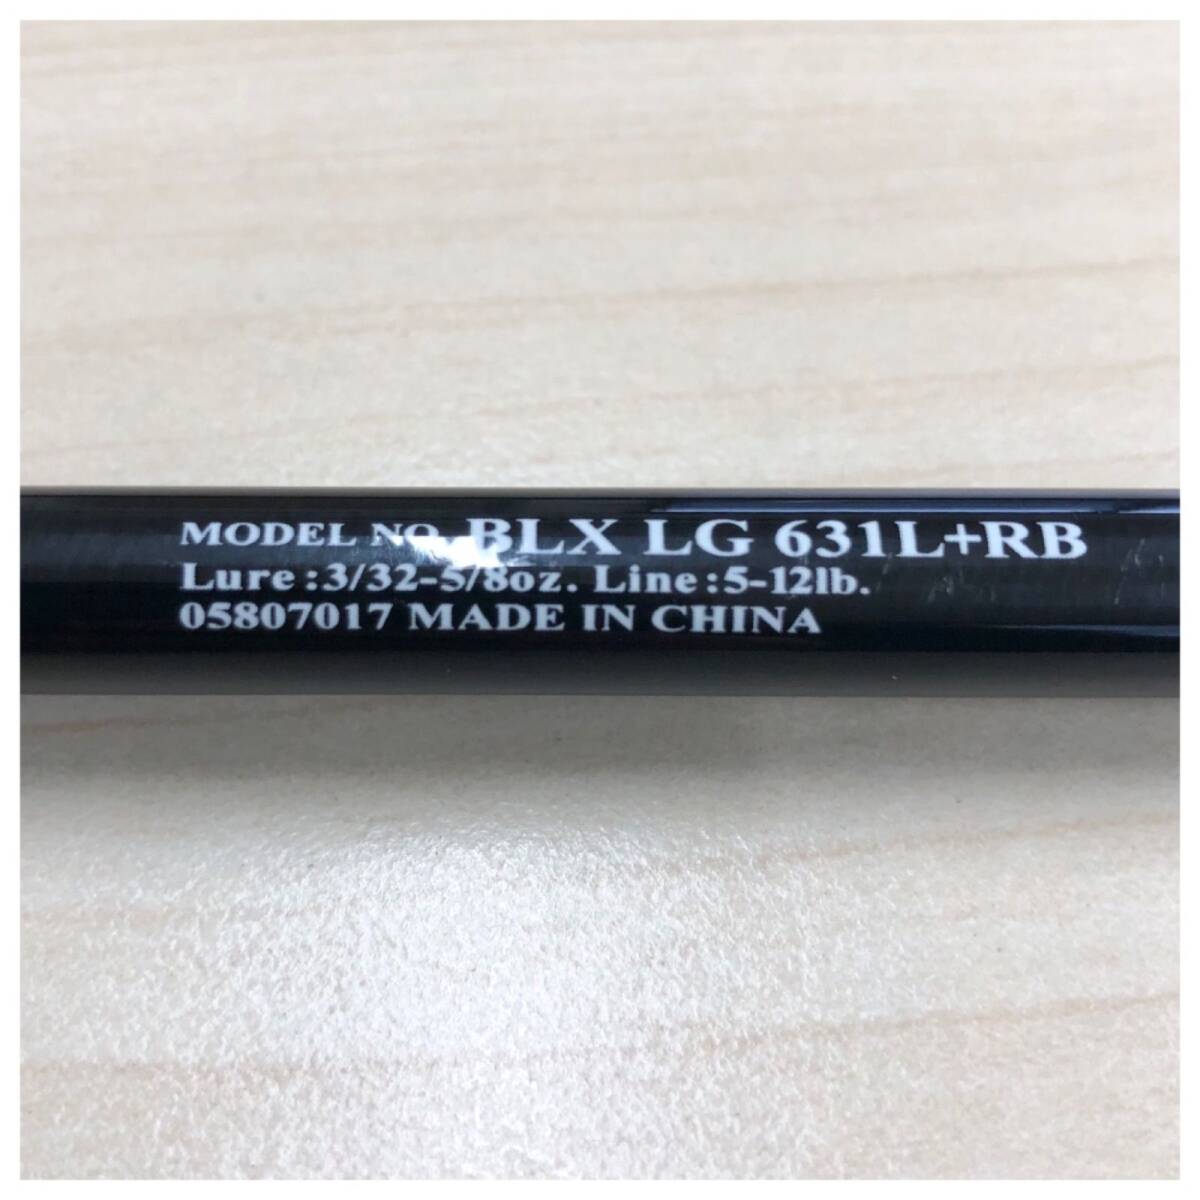 MODEL NO. BLX LG 631L+RB
Lure:3/32-5/8oz. Line:5-12lb.
05807017 MADE IN CHINA